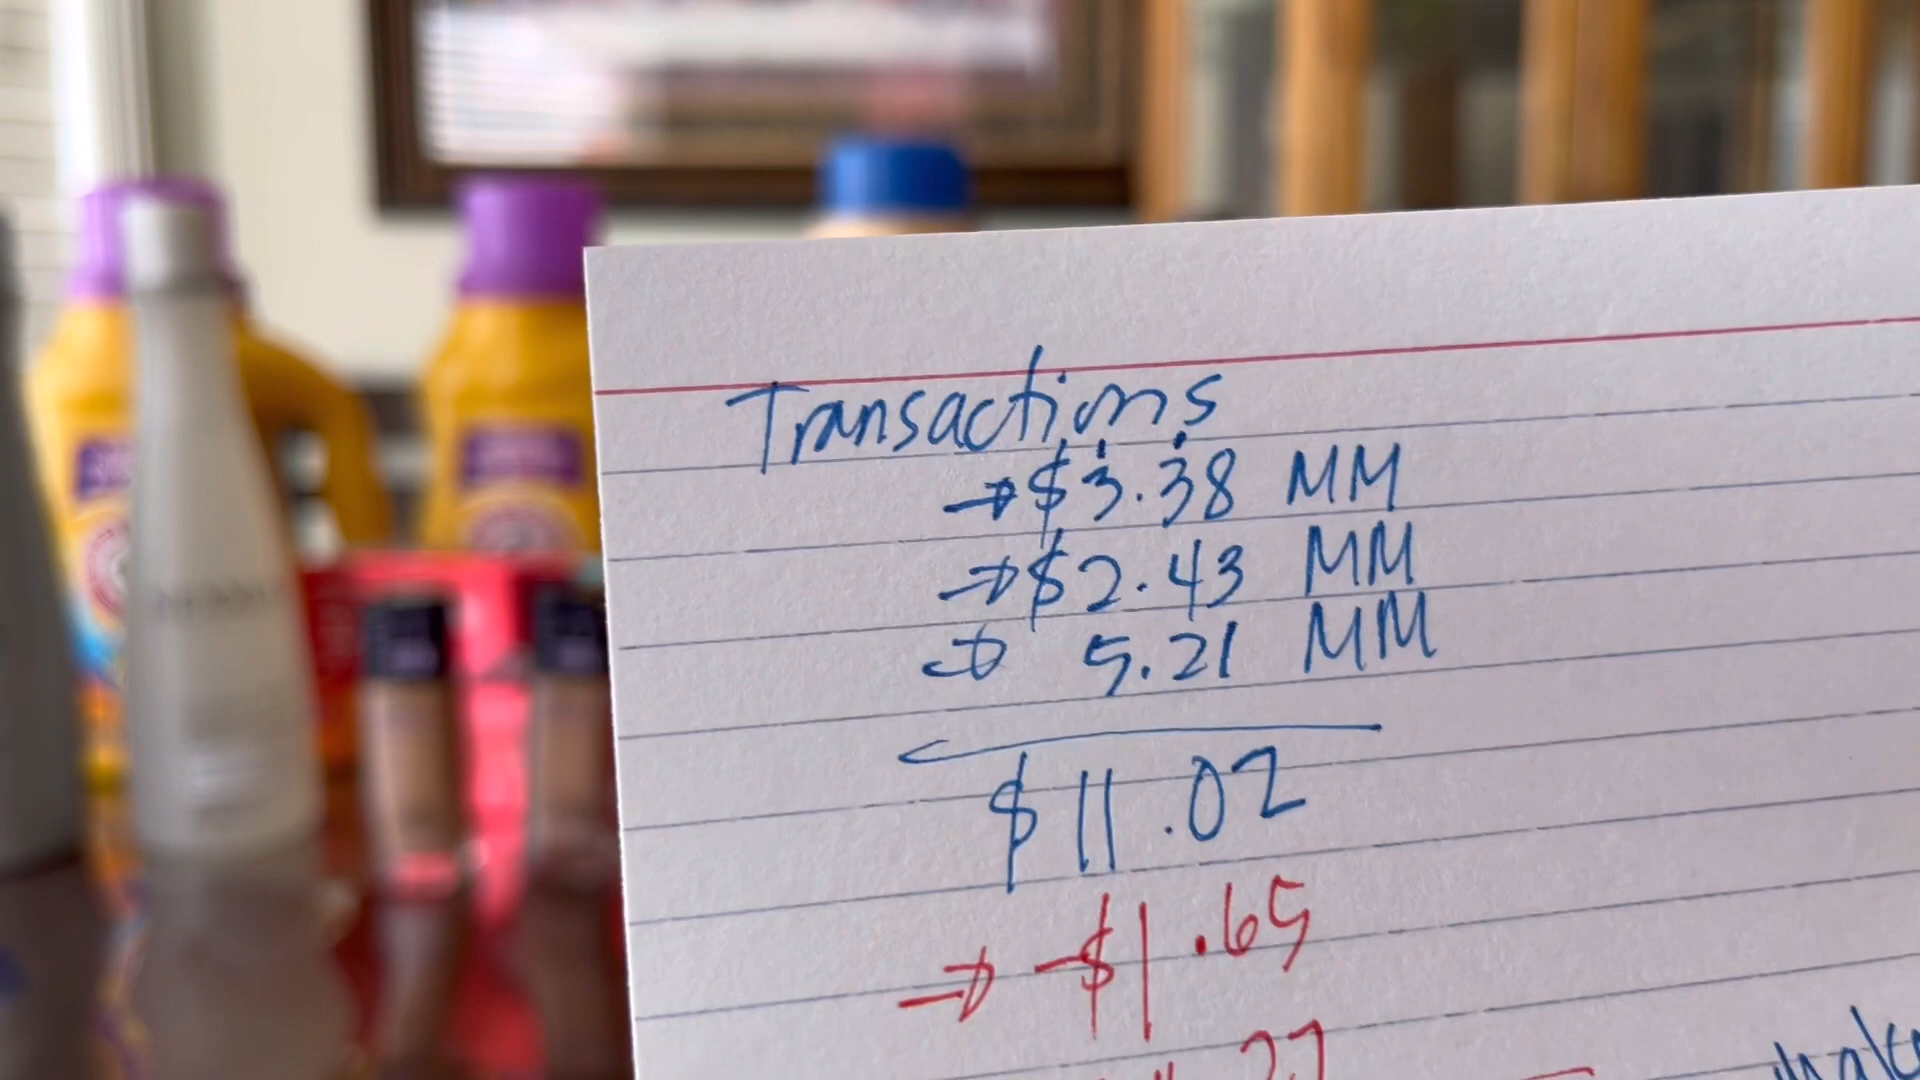 Transactions
→ $3.38 MM
→ $2.43 MM
→ 5.21 MM
$11.02
→ -$1.65